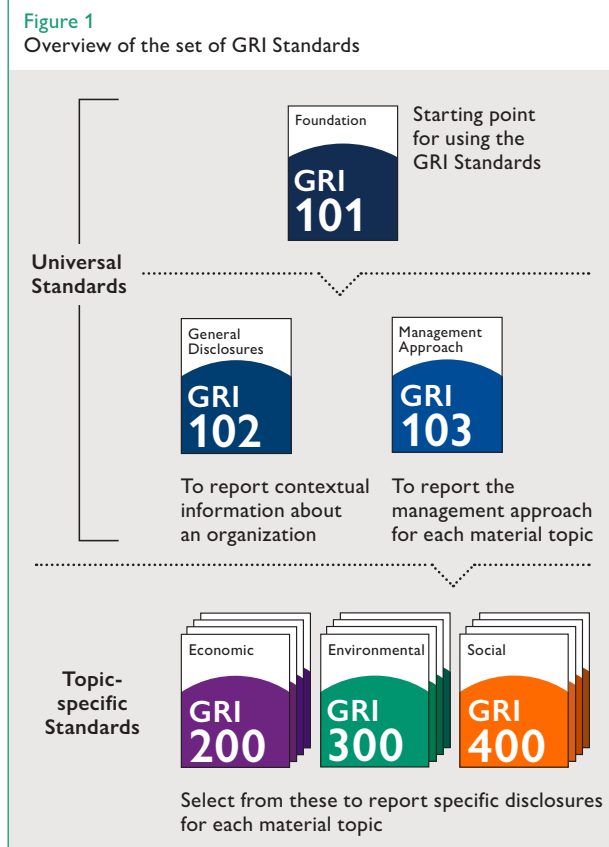 Figure 1
Overview of the set of GRI Standards
Foundation
GRI
101
Starting point
for using the
GRI Standards
Universal
Standards
General
Disclosures
GRI
102
Management
Approach
GRI
103
To report contextual
information about
an organization
To report the
management approach
for each material topic
Topic-
specific
Standards
Economic
GRI
200
Environmental
GRI
300
Social
GRI
400
Select from these to report specific disclosures
for each material topic